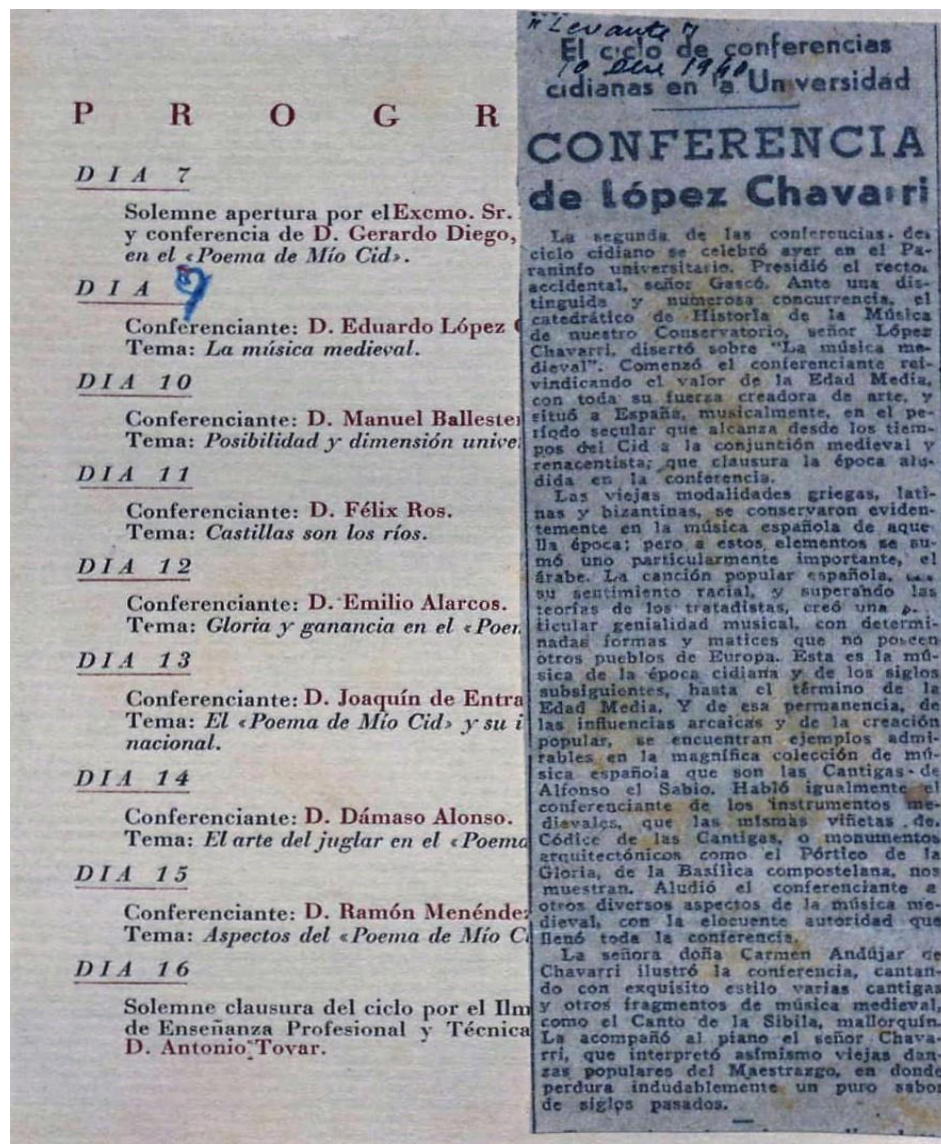 P R O G R
DIA 7
Solemne apertura por el Excmo. Sr.
y conferencia de D. Gerardo Diego,
en el «Poema de Mío Cid».
DIA 9
Conferenciante: D. Eduardo López
Tema: La música medieval.
DIA 10
Conferenciante: D. Manuel Balleste
Tema: Posibilidad y dimensión unive
DIA 11
Conferenciante: D. Félix Ros.
Tema: Castillas son los ríos.
DIA 12
Conferenciante: D. Emilio Alarcos.
Tema: Gloria y ganancia en el «Poe
DIA 13
Conferenciante: D. Joaquín de Entra
Tema: El «Poema de Mío Cid» y su i
nacional.
DIA 14
Conferenciante: D. Dámaso Alonso.
Tema: El arte del juglar en el «Poema
DIA 15
Conferenciante: D. Ramón Menénde
Tema: Aspectos del «Poema de Mío C
DIA 16
Solemne clausura del ciclo por el Ilm
de Enseñanza Profesional y Técnica
D. Antonio Tovar.
"Levante"
El ciclo de conferencias
10 1940
cidianas en la Universidad
CONFERENCIA
de López Chavarri
La segunda de las conferencias del
ciclo cidiano se celebró ayer en el Pa-
raninfo universitario. Presidió el rector
accidental, señor Gascó. Ante una dis-
tinguida y numerosa concurrencia, el
catedrático de Historia de la Música
de nuestro Conservatorio, señor López
Chavarri, disertó sobre "La música me-
dieval". Comenzó el conferenciante rei-
vindicando el valor de la Edad Media,
con toda su fuerza creadora de arte, y
situó a España, musicalmente, en el pe-
ríodo secular que alcanza desde los tiem-
pos del Cid a la conjunción medieval y
renacentista; que clausura la época alu-
dida en la conferencia.
Las viejas modalidades griegas, lati-
nas y bizantinas, se conservaron eviden-
temente en la música española de aque-
lla época; pero a estos elementos se su-
mó uno particularmente importante, el
árabe. La canción popular española,
su sentimiento racial, y superando las
teorías de los tratadistas, creó una p
ticular genialidad musical, con determi-
nadas formas y matices que no poseen
otros pueblos de Europa. Esta es la mú-
sica de la época cidiana y de los siglos
subsiguientes, hasta el término de la
Edad Media. Y de esa permanencia, de
las influencias arcaicas y de la creación
popular, se encuentran ejemplos admi-
rables en la magnífica colección de mú-
sica española que son las Cantigas de
Alfonso el Sabio. Habló igualmente el
conferenciante de los instrumentos me-
dievales, que las mismas viñetas del
Códice de las Cantigas, o monumentos
arquitectónicos como el Pórtico de la
Gloria, de la Basílica compostelana, nos
muestran. Aludió el conferenciante a
otros diversos aspectos de la música me-
dieval, con la elocuente autoridad que
llenó toda la conferencia.
La señora doña Carmen Andújar de
Chavarri ilustró la conferencia, cantan-
do con exquisito estilo varias cantigas
y otros fragmentos de música medieval,
como el Canto de la Sibila, mallorquín.
La acompañó al piano el señor Chava-
rri, que interpretó asimismo viejas dan-
zas populares del Maestrazgo, en donde
perdura indudablemente un puro sabor
de siglos pasados.